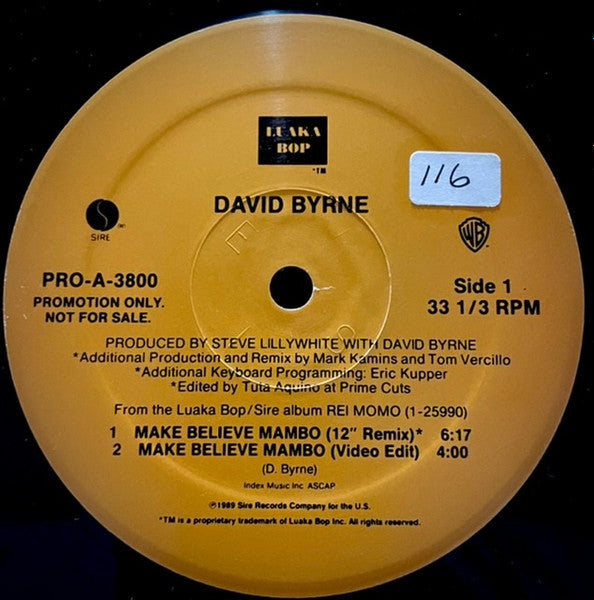 LUAKA
BOP
*TM
116
DAVID BYRNE
S
SIRE
WB
PRO-A-3800
PROMOTION ONLY.
NOT FOR SALE.
Side 1
33 1/3 RPM
PRODUCED BY STEVE LILLYWHITE WITH DAVID BYRNE
*Additional Production and Remix by Mark Kamins and Tom Vercillo
*Additional Keyboard Programming: Eric Kupper
*Edited by Tuta Aquino at Prime Cuts
From the Luaka Bop/Sire album REI MOMO (1-25990)
1 MAKE BELIEVE MAMBO (12" Remix)* 6:17
2 MAKE BELIEVE MAMBO (Video Edit) 4:00
(D. Byrne)
Index Music Inc. ASCAP
℗1989 Sire Records Company for the U.S.
*TM is a proprietary trademark of Luaka Bop Inc. All rights reserved.